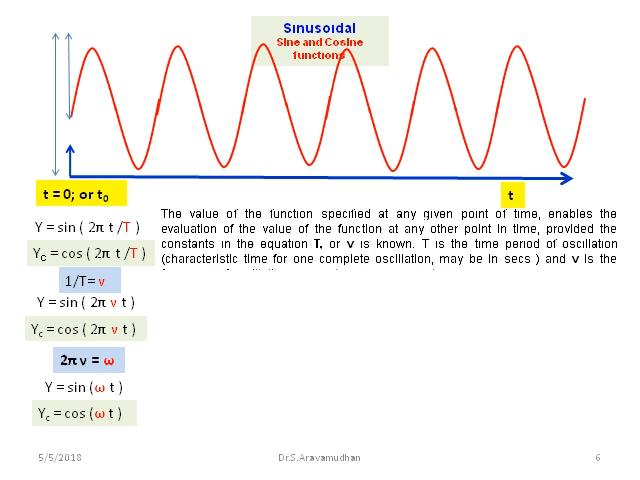 Sinusoidal
Sine and Cosine
functions
t = 0; or t₀
t
The value of the function specified at any given point of time, enables the
evaluation of the value of the function at any other point in time, provided the
constants in the equation T, or ν is known. T is the time period of oscillation
(characteristic time for one complete oscillation, may be in secs ) and ν is the
Y = sin ( 2π t /T )
Yc = cos ( 2π t /T )
1/T= ν
Y = sin ( 2π ν t )
Yc = cos ( 2π ν t )
2π ν = ω
Y = sin (ω t )
Yc = cos (ω t )
5/5/2018
Dr.S.Aravamudhan
6